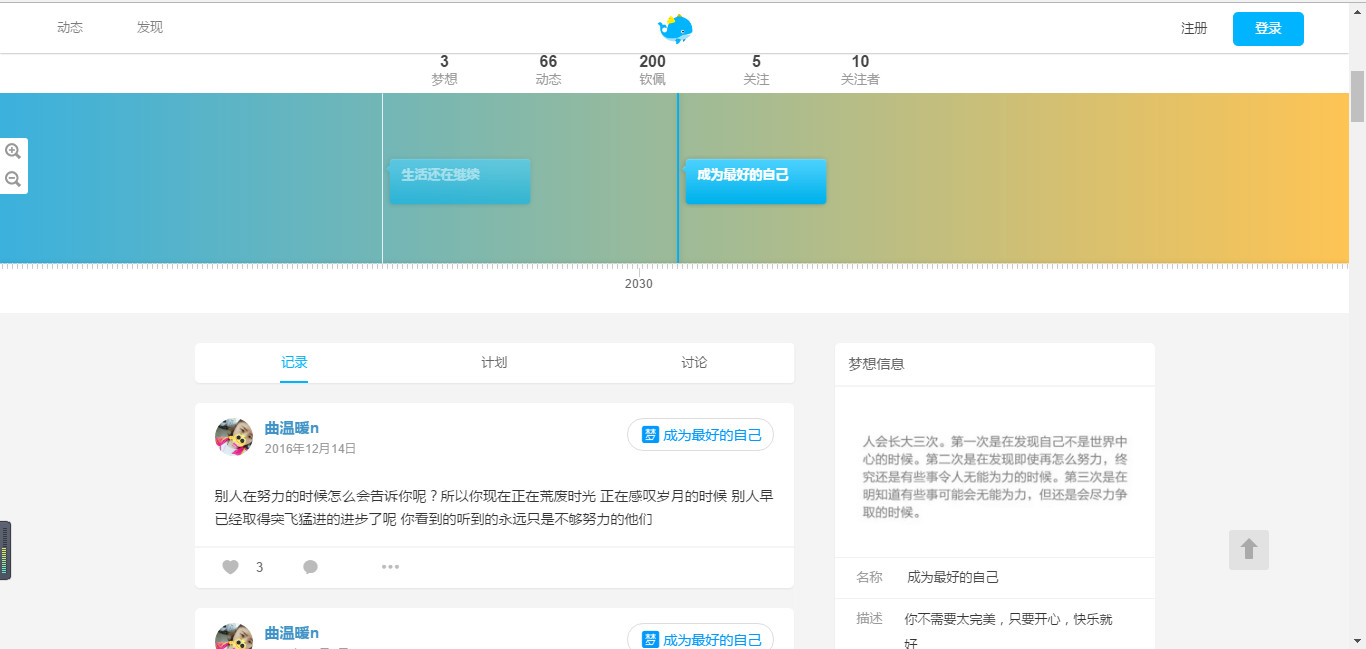 动态
发现
注册
登录
3
66
200
5
10
梦想
动态
钦佩
关注
关注者
生活还在继续
成为最好的自己
2030
记录
计划
讨论
曲温暖n
2016年12月14日
梦 成为最好的自己
别人在努力的时候怎么会告诉你呢？所以你现在正在荒废时光 正在感叹岁月的时候 别人早
已经取得突飞猛进的进步了呢 你看到的听到的永远只是不够努力的他们
3
曲温暖n
梦 成为最好的自己
梦想信息
人会长大三次。第一次是在发现自己不是世界中
心的时候。第二次是在发现即使再怎么努力，终
究还是有些事令人无能为力的时候。第三次是在
明知道有些事可能会无能为力，但还是会尽力争
取的时候。
名称 成为最好的自己
描述 你不需要太完美，只要开心，快乐就
好